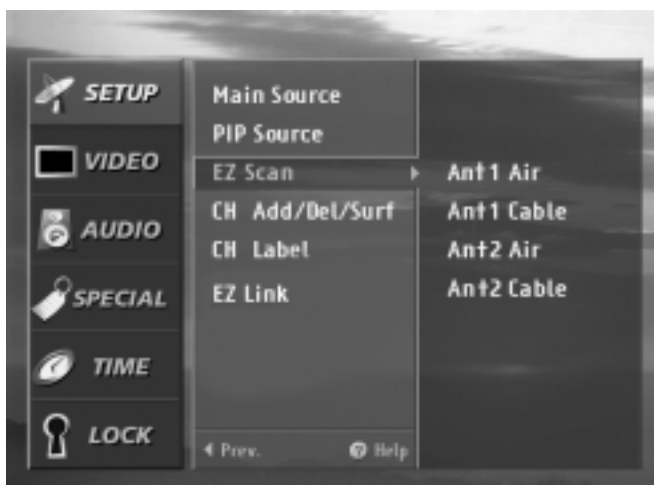 SETUP
VIDEO
AUDIO
SPECIAL
TIME
LOCK
Main Source
PIP Source
EZ Scan
CH Add/Del/Surf
CH Label
EZ Link
Prev.
Help
Ant1 Air
Ant1 Cable
Ant2 Air
Ant2 Cable